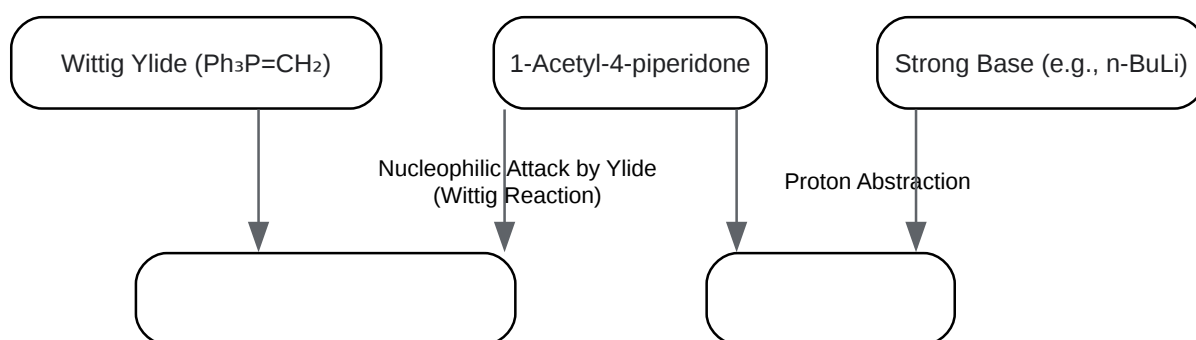 Wittig Ylide (Ph₃P=CH₂)
1-Acetyl-4-piperidone
Strong Base (e.g., n-BuLi)
Nucleophilic Attack by Ylide
(Wittig Reaction)
Proton Abstraction